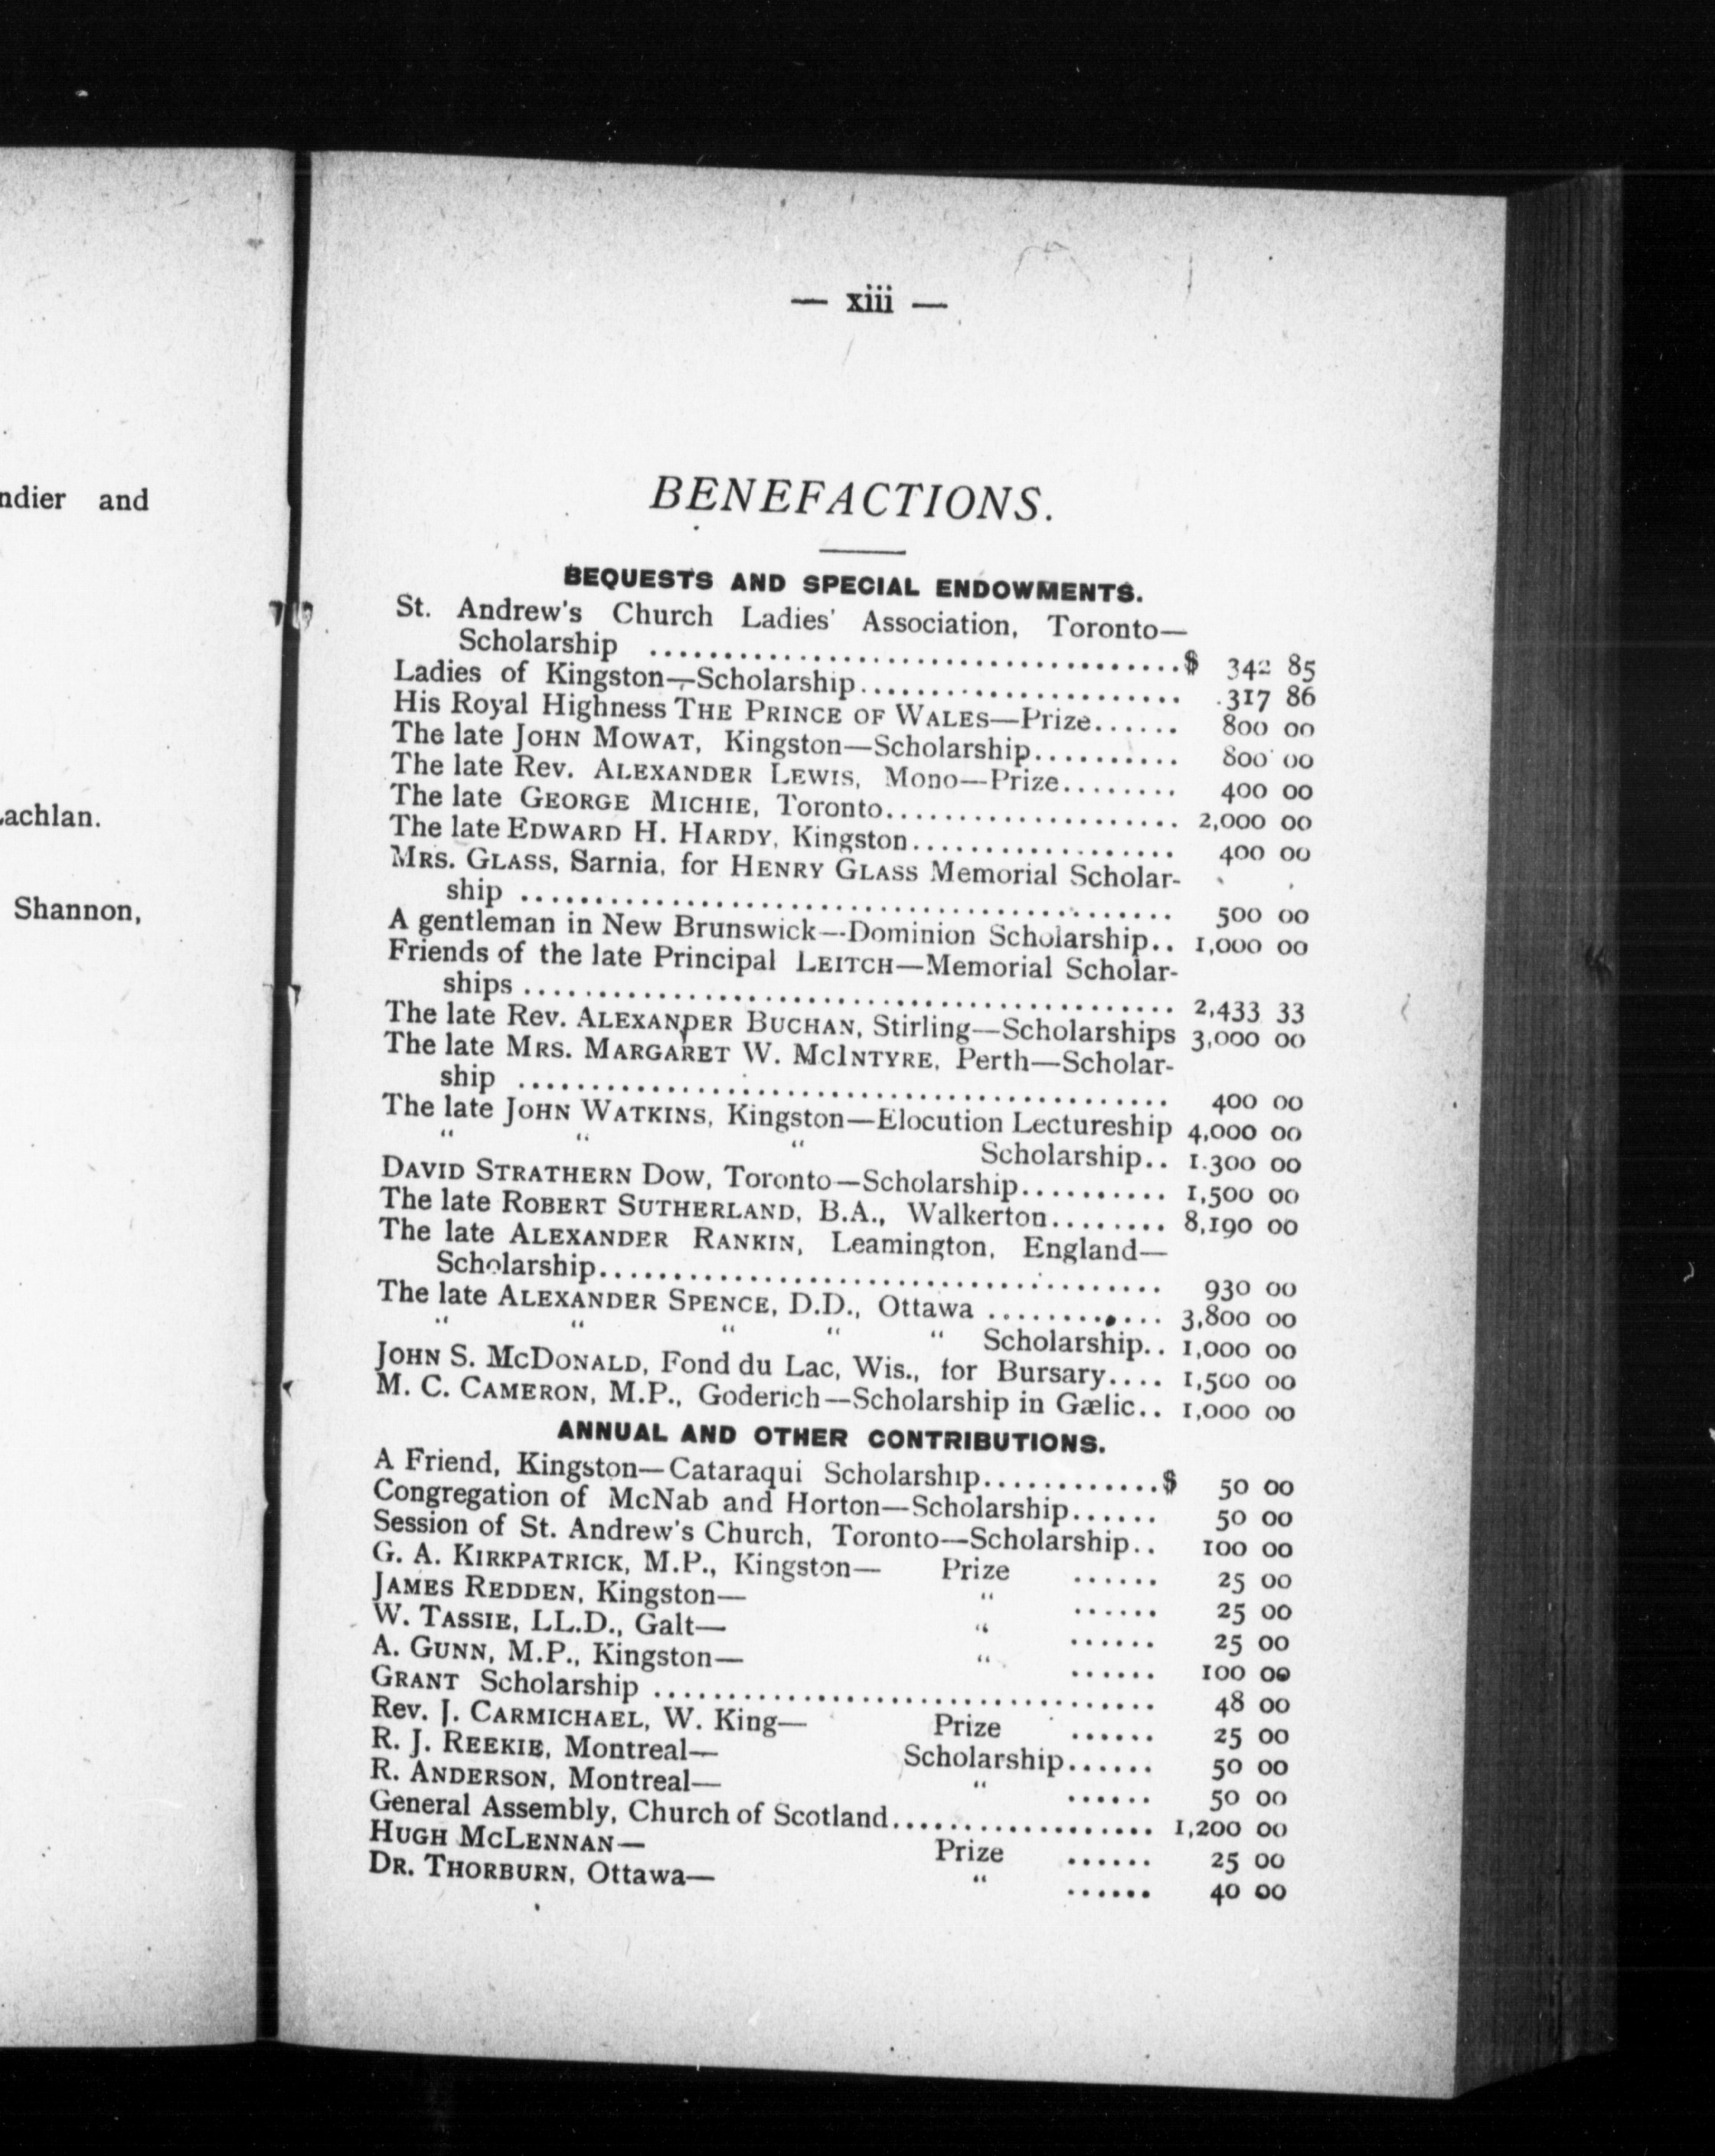 ndier and
achlan.
Shannon,
— xiii —
BENEFACTIONS.
BEQUESTS AND SPECIAL ENDOWMENTS.
St. Andrew's Church Ladies' Association, Toronto—
Scholarship ....................................$ 342 85
Ladies of Kingston—Scholarship...................... 317 86
His Royal Highness THE PRINCE OF WALES—Prize...... 800 00
The late JOHN MOWAT, Kingston—Scholarship.......... 800 00
The late Rev. ALEXANDER LEWIS, Mono—Prize........ 400 00
The late GEORGE MICHIE, Toronto.................... 2,000 00
The late EDWARD H. HARDY, Kingston.................. 400 00
MRS. GLASS, Sarnia, for HENRY GLASS Memorial Scholar-
ship ............................................ 500 00
A gentleman in New Brunswick—Dominion Scholarship.. 1,000 00
Friends of the late Principal LEITCH—Memorial Scholar-
ships ............................................ 2,433 33
The late Rev. ALEXANDER BUCHAN, Stirling—Scholarships 3,000 00
The late MRS. MARGARET W. MCINTYRE, Perth—Scholar-
ship ............................................ 400 00
The late JOHN WATKINS, Kingston—Elocution Lectureship 4,000 00
“ “ “ Scholarship.. 1.300 00
DAVID STRATHERN DOW, Toronto—Scholarship.......... 1,500 00
The late ROBERT SUTHERLAND, B.A., Walkerton........ 8,190 00
The late ALEXANDER RANKIN, Leamington, England—
Scholarship...................................... 930 00
The late ALEXANDER SPENCE, D.D., Ottawa ............ 3,800 00
“ “ “ “ “ Scholarship.. 1,000 00
JOHN S. MCDONALD, Fond du Lac, Wis., for Bursary.... 1,500 00
M. C. CAMERON, M.P., Goderich—Scholarship in Gælic.. 1,000 00
ANNUAL AND OTHER CONTRIBUTIONS.
A Friend, Kingston—Cataraqui Scholarship............$ 50 00
Congregation of McNab and Horton—Scholarship...... 50 00
Session of St. Andrew's Church, Toronto—Scholarship.. 100 00
G. A. KIRKPATRICK, M.P., Kingston— Prize ...... 25 00
JAMES REDDEN, Kingston— “ ...... 25 00
W. TASSIE, LL.D., Galt— “ ...... 25 00
A. GUNN, M.P., Kingston— “ ...... 100 00
GRANT Scholarship .................................. 48 00
Rev. J. CARMICHAEL, W. King— Prize ...... 25 00
R. J. REEKIE, Montreal— Scholarship...... 50 00
R. ANDERSON, Montreal— “ ...... 50 00
General Assembly, Church of Scotland.................. 1,200 00
HUGH MCLENNAN— Prize ...... 25 00
DR. THORBURN, Ottawa— “ ...... 40 00